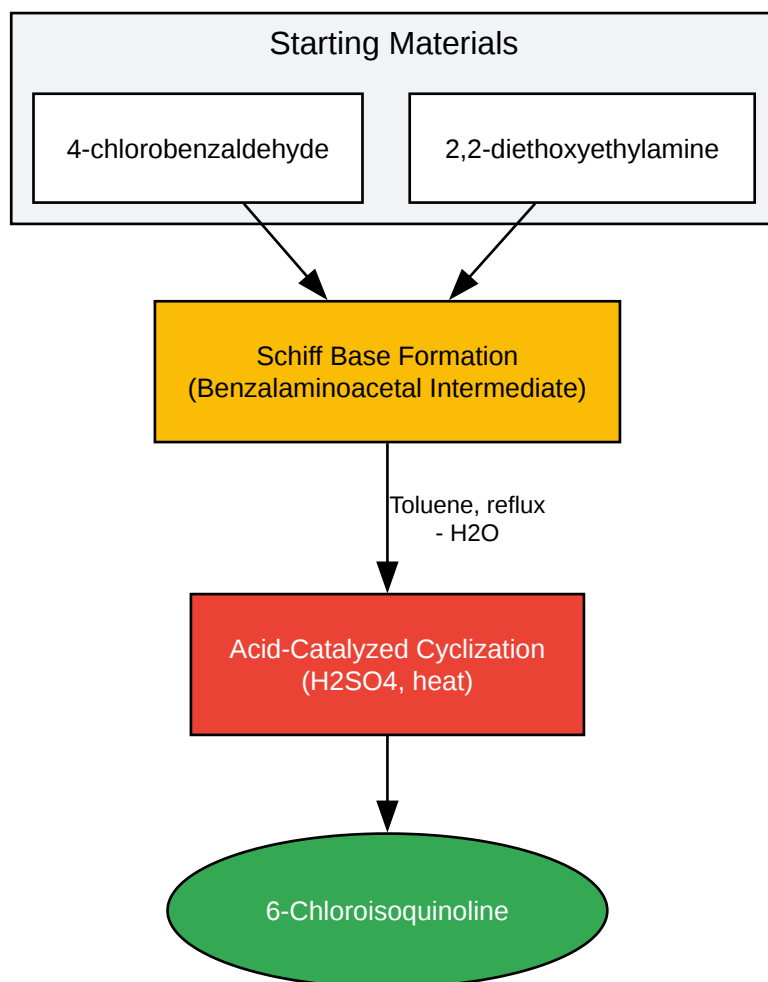 Starting Materials
4-chlorobenzaldehyde
2,2-diethoxyethylamine
Schiff Base Formation
(Benzalaminoacetal Intermediate)
Toluene, reflux
- H2O
Acid-Catalyzed Cyclization
(H2SO4, heat)
6-Chloroisoquinoline